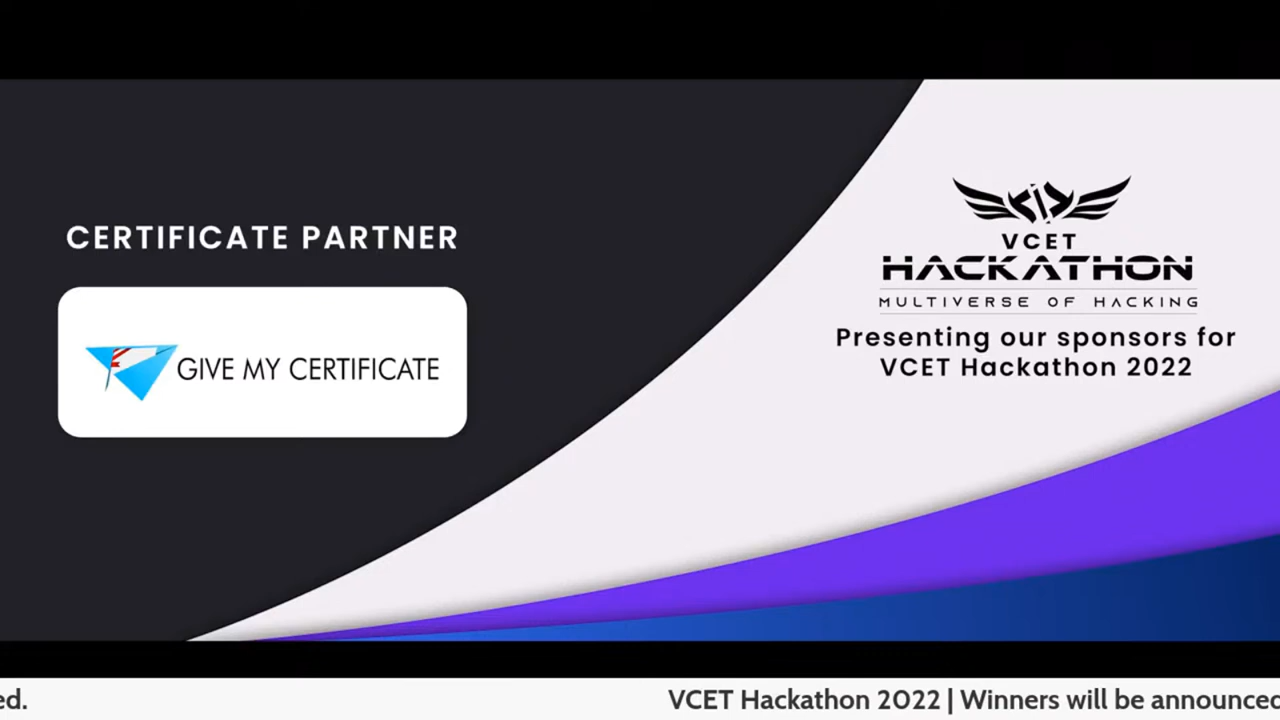 CERTIFICATE PARTNER
GIVE MY CERTIFICATE
VCET
HACKATHON
MULTIVERSE OF HACKING
Presenting our sponsors for
VCET Hackathon 2022
ed.
VCET Hackathon 2022 | Winners will be announced